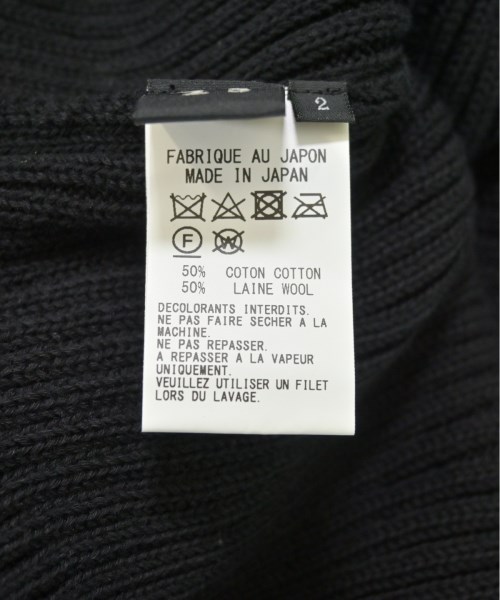 2
FABRIQUE AU JAPON
MADE IN JAPAN
F W
50% COTON COTTON
50% LAINE WOOL
DECOLORANTS INTERDITS.
NE PAS FAIRE SECHER A LA
MACHINE.
NE PAS REPASSER.
A REPASSER A LA VAPEUR
UNIQUEMENT.
VEUILLEZ UTILISER UN FILET
LORS DU LAVAGE.